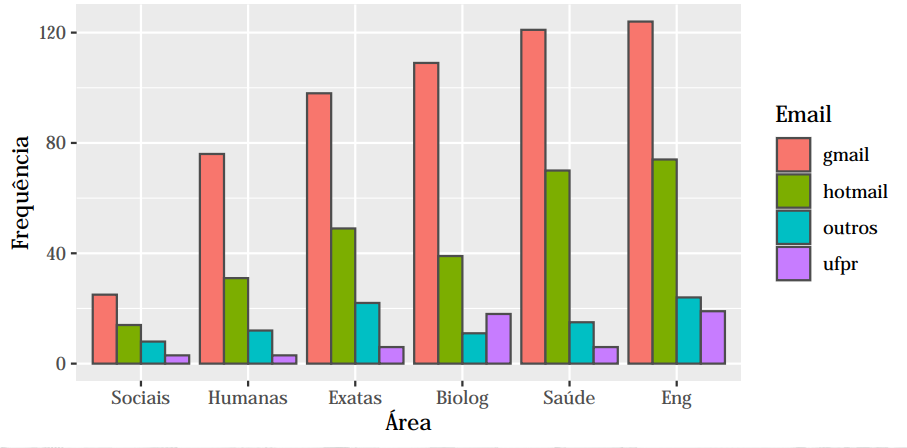 120
80
40
0
Frequência
Sociais Humanas Exatas Biolog Saúde Eng
Área
Email
gmail
hotmail
outros
ufpr